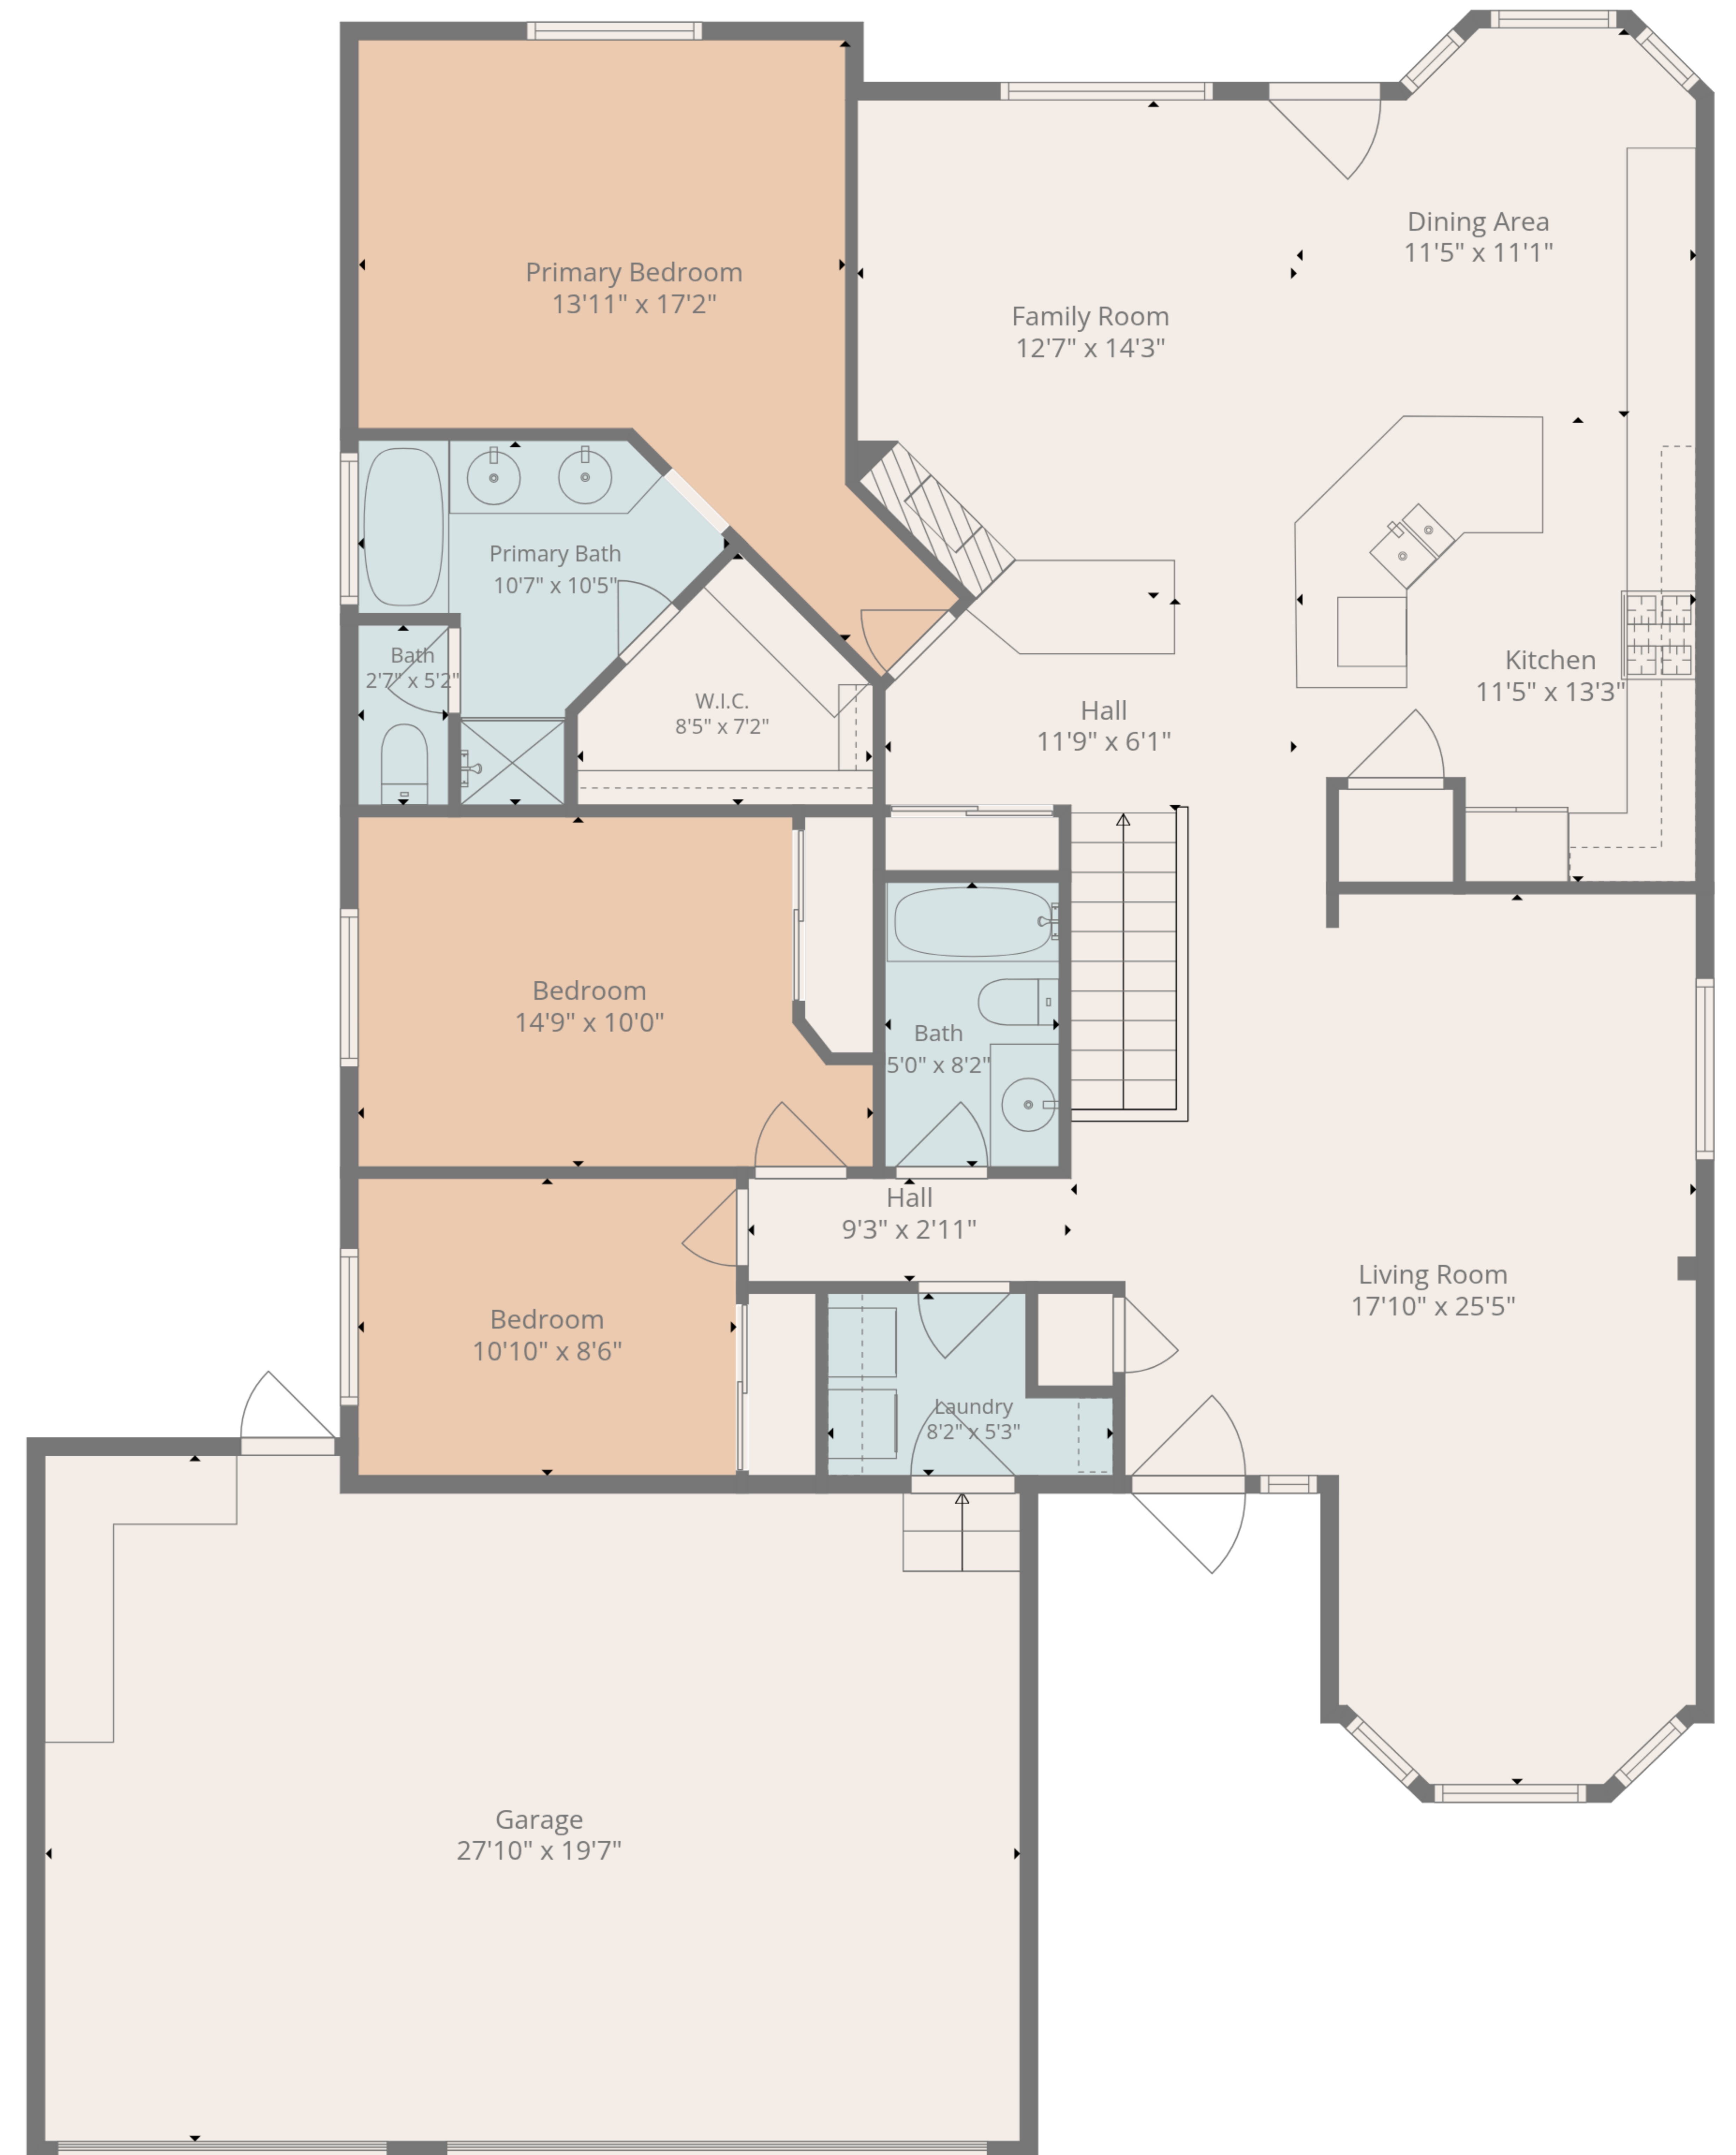 Dining Area
11'5" x 11'1"
Primary Bedroom
13'11" x 17'2"
Family Room
12'7" x 14'3"
Primary Bath
10'7" x 10'5"
Bath
2'7" x 5'2"
Kitchen
11'5" x 13'3"
W.I.C.
8'5" x 7'2"
Hall
11'9" x 6'1"
Bedroom
14'9" x 10'0"
Bath
5'0" x 8'2"
Hall
9'3" x 2'11"
Living Room
17'10" x 25'5"
Bedroom
10'10" x 8'6"
Laundry
8'2" x 5'3"
Garage
27'10" x 19'7"